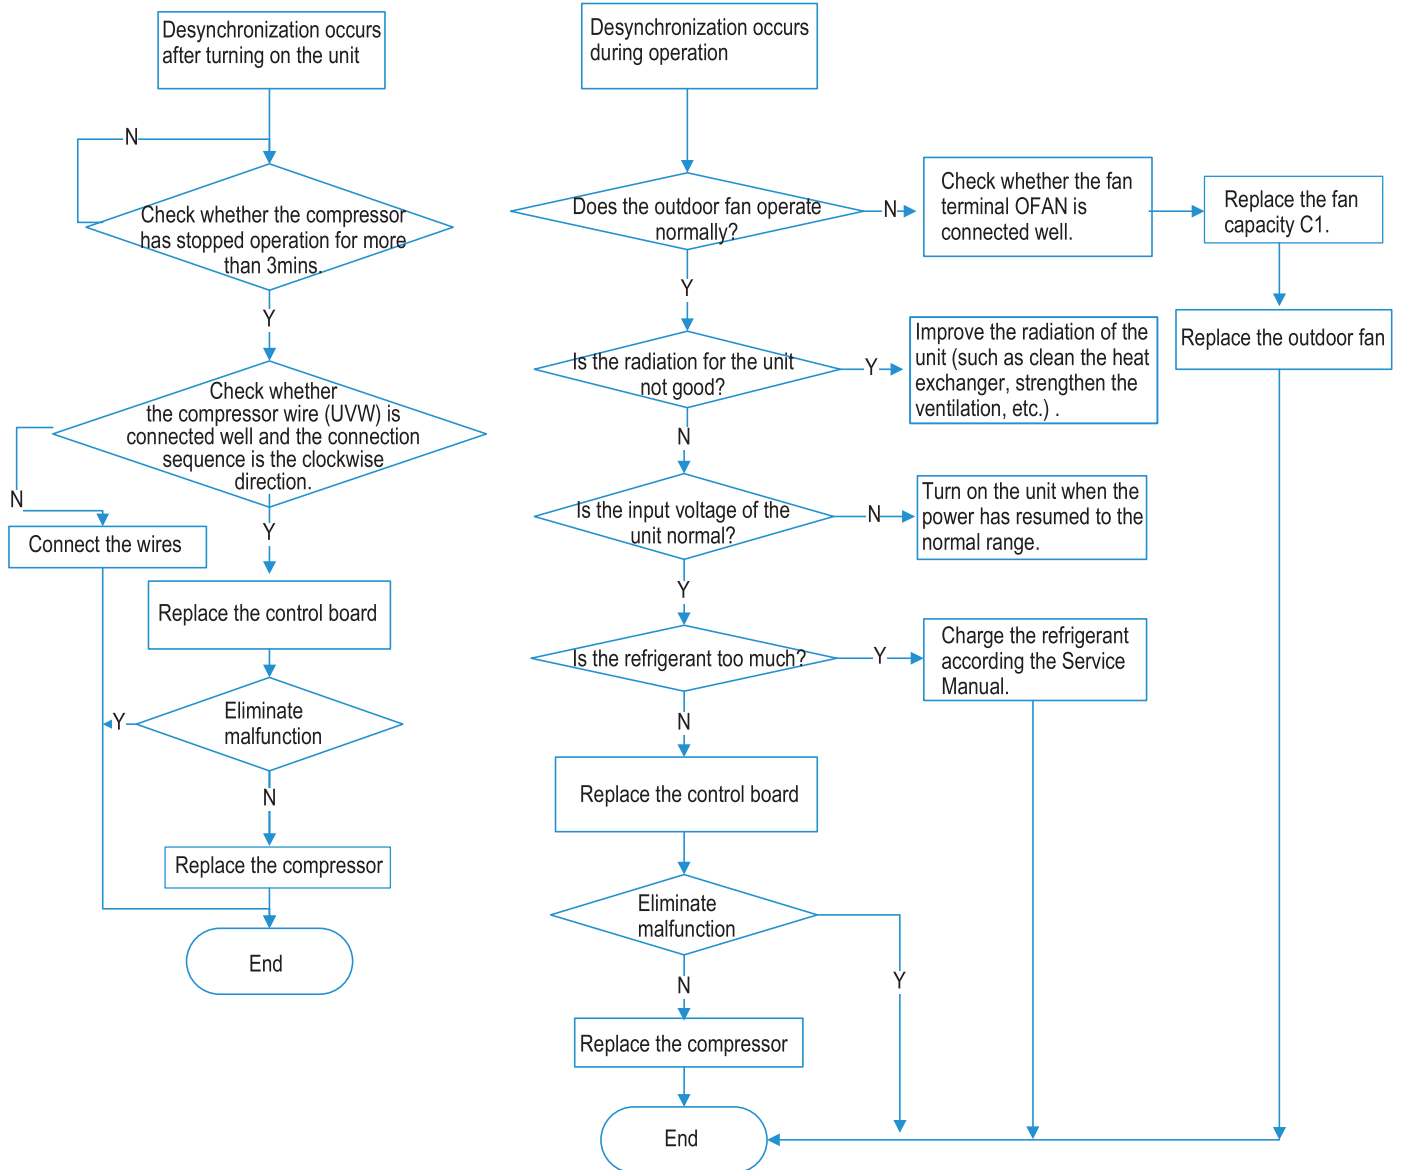 Desynchronization occurs
after turning on the unit
N
Check whether the compressor
has stopped operation for more
than 3mins.
Y
Check whether
the compressor wire (UVW) is
connected well and the connection
sequence is the clockwise
direction.
N
Y
Connect the wires
Replace the control board
Eliminate
malfunction
Y
N
Replace the compressor
End
Desynchronization occurs
during operation
Does the outdoor fan operate
normally?
N
Check whether the fan
terminal OFAN is
connected well.
Replace the fan
capacity C1.
Replace the outdoor fan
Y
Is the radiation for the unit
not good?
Y
Improve the radiation of the
unit (such as clean the heat
exchanger, strengthen the
ventilation, etc.) .
N
Is the input voltage of the
unit normal?
N
Turn on the unit when the
power has resumed to the
normal range.
Y
Is the refrigerant too much?
Y
Charge the refrigerant
according the Service
Manual.
N
Replace the control board
Eliminate
malfunction
Y
N
Replace the compressor
End